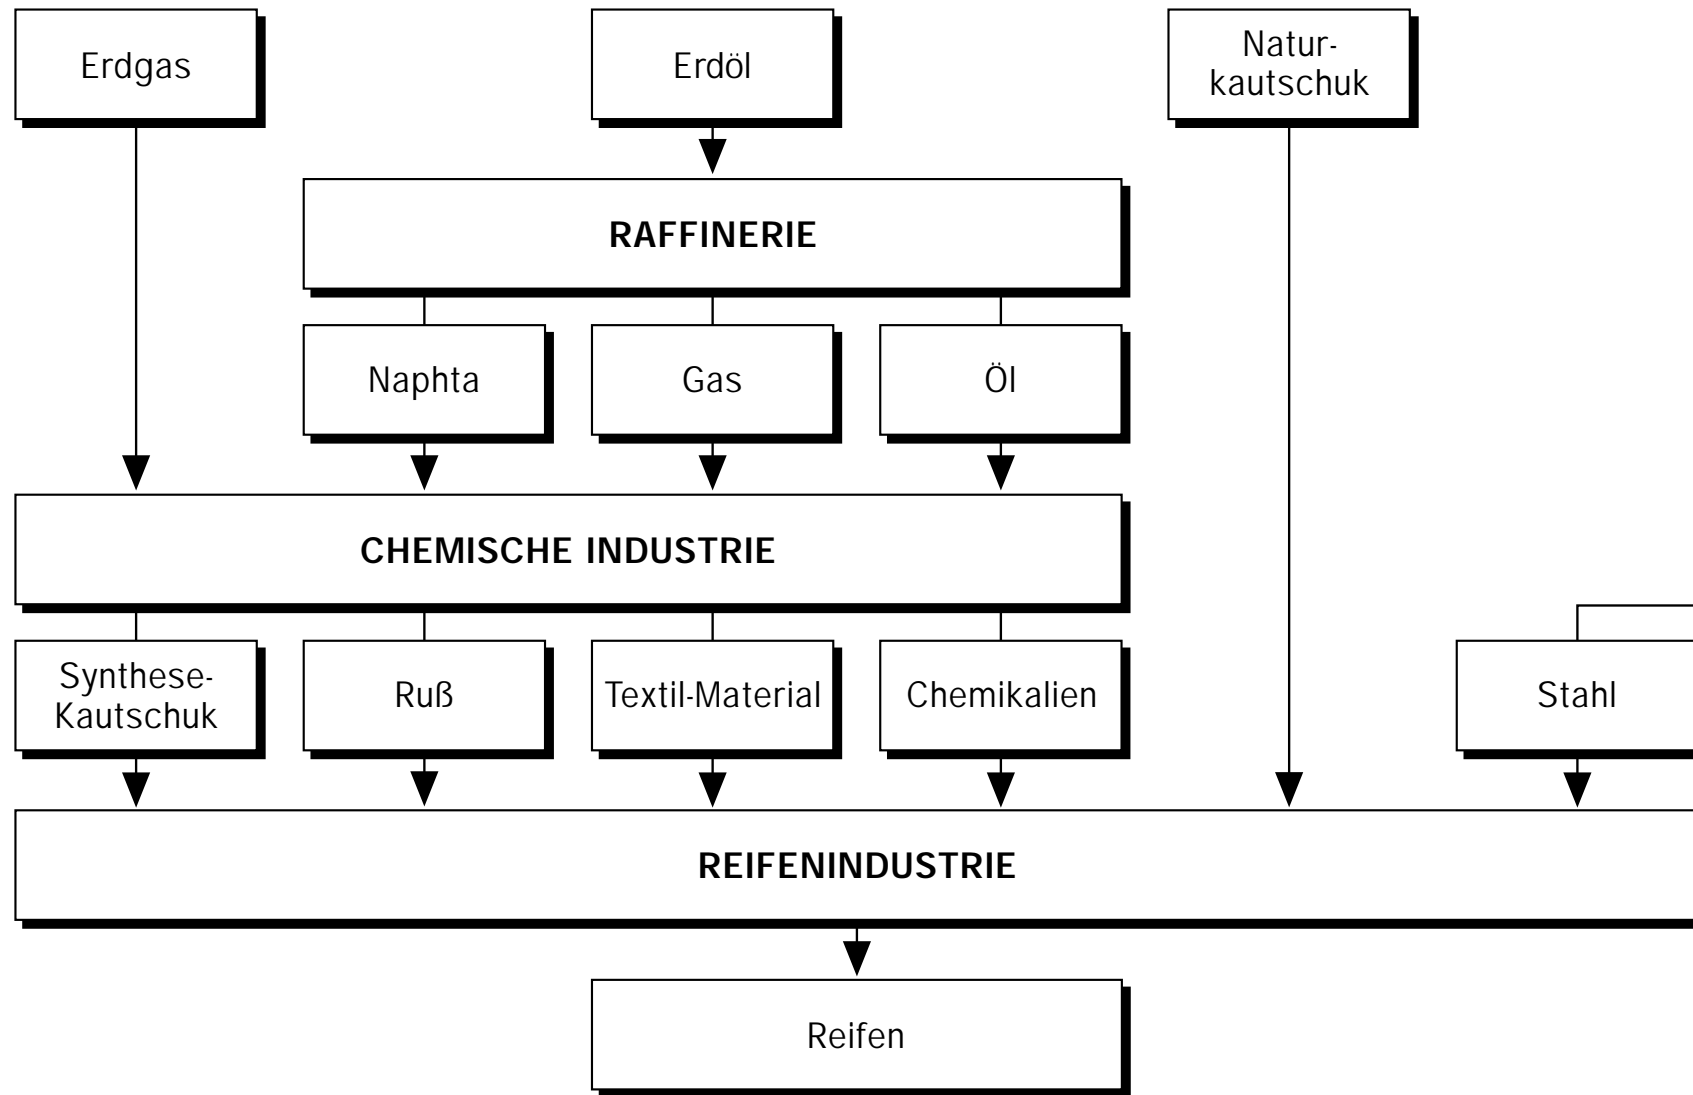 Erdgas
Erdöl
Natur-
kautschuk
RAFFINERIE
Naphta
Gas
Öl
CHEMISCHE INDUSTRIE
Synthese-
Kautschuk
Ruß
Textil-Material
Chemikalien
Stahl
REIFENINDUSTRIE
Reifen